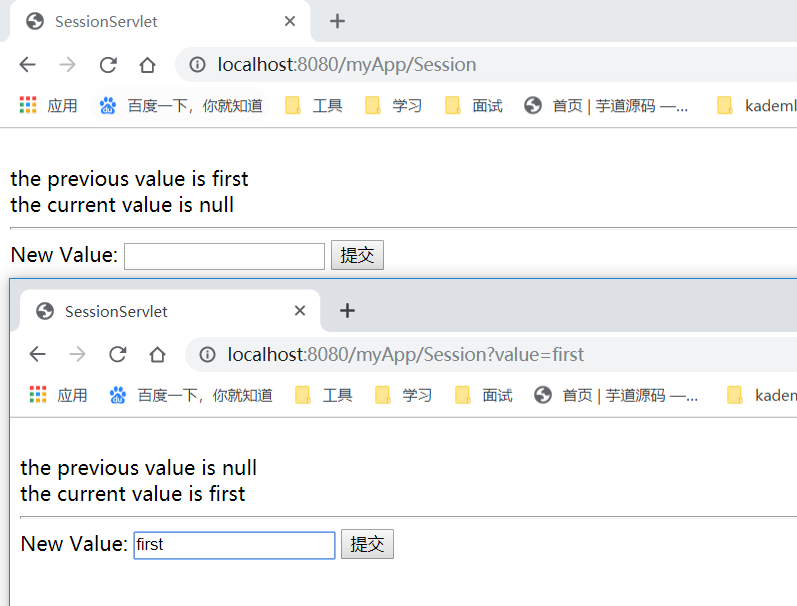 SessionServlet
localhost:8080/myApp/Session
应用 百度一下，你就知道 工具 学习 面试 首页 | 芋道源码 —... kademl
the previous value is first
the current value is null
New Value: 提交
SessionServlet
localhost:8080/myApp/Session?value=first
应用 百度一下，你就知道 工具 学习 面试 首页 | 芋道源码 —... kaden
the previous value is null
the current value is first
New Value: first 提交